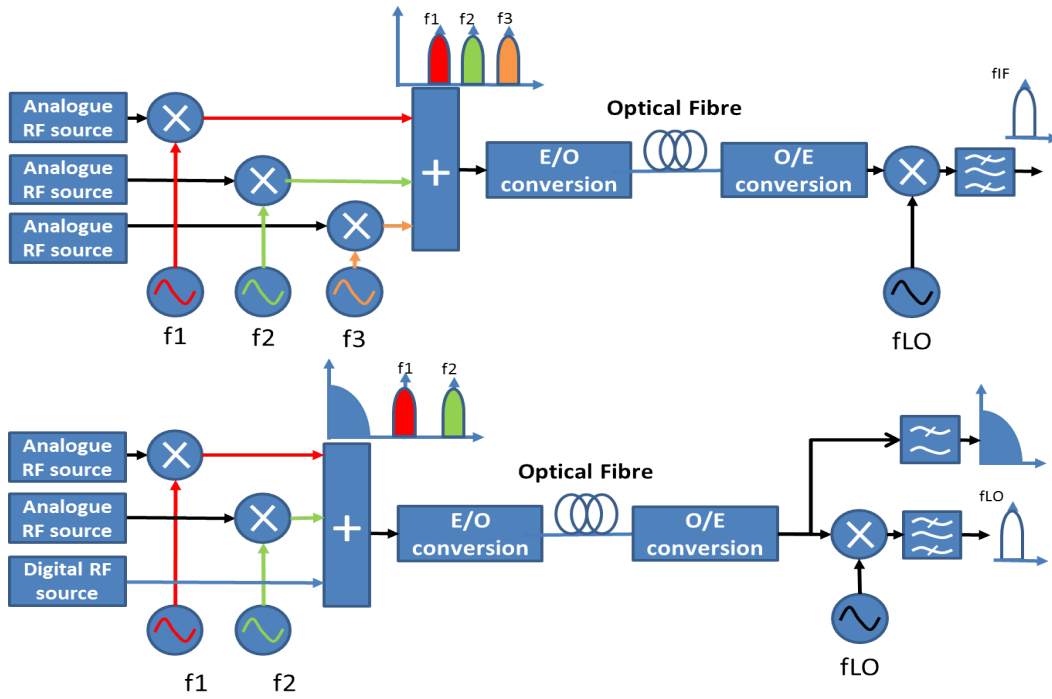 f1 f2 f3
fIF
Analogue
RF source
Optical Fibre
Analogue
RF source
+
E/O
conversion
O/E
conversion
Analogue
RF source
f1
f2
f3
fLO
f1 f2
Analogue
RF source
Optical Fibre
fLO
Analogue
RF source
+
E/O
conversion
O/E
conversion
Digital RF
source
f1
f2
fLO